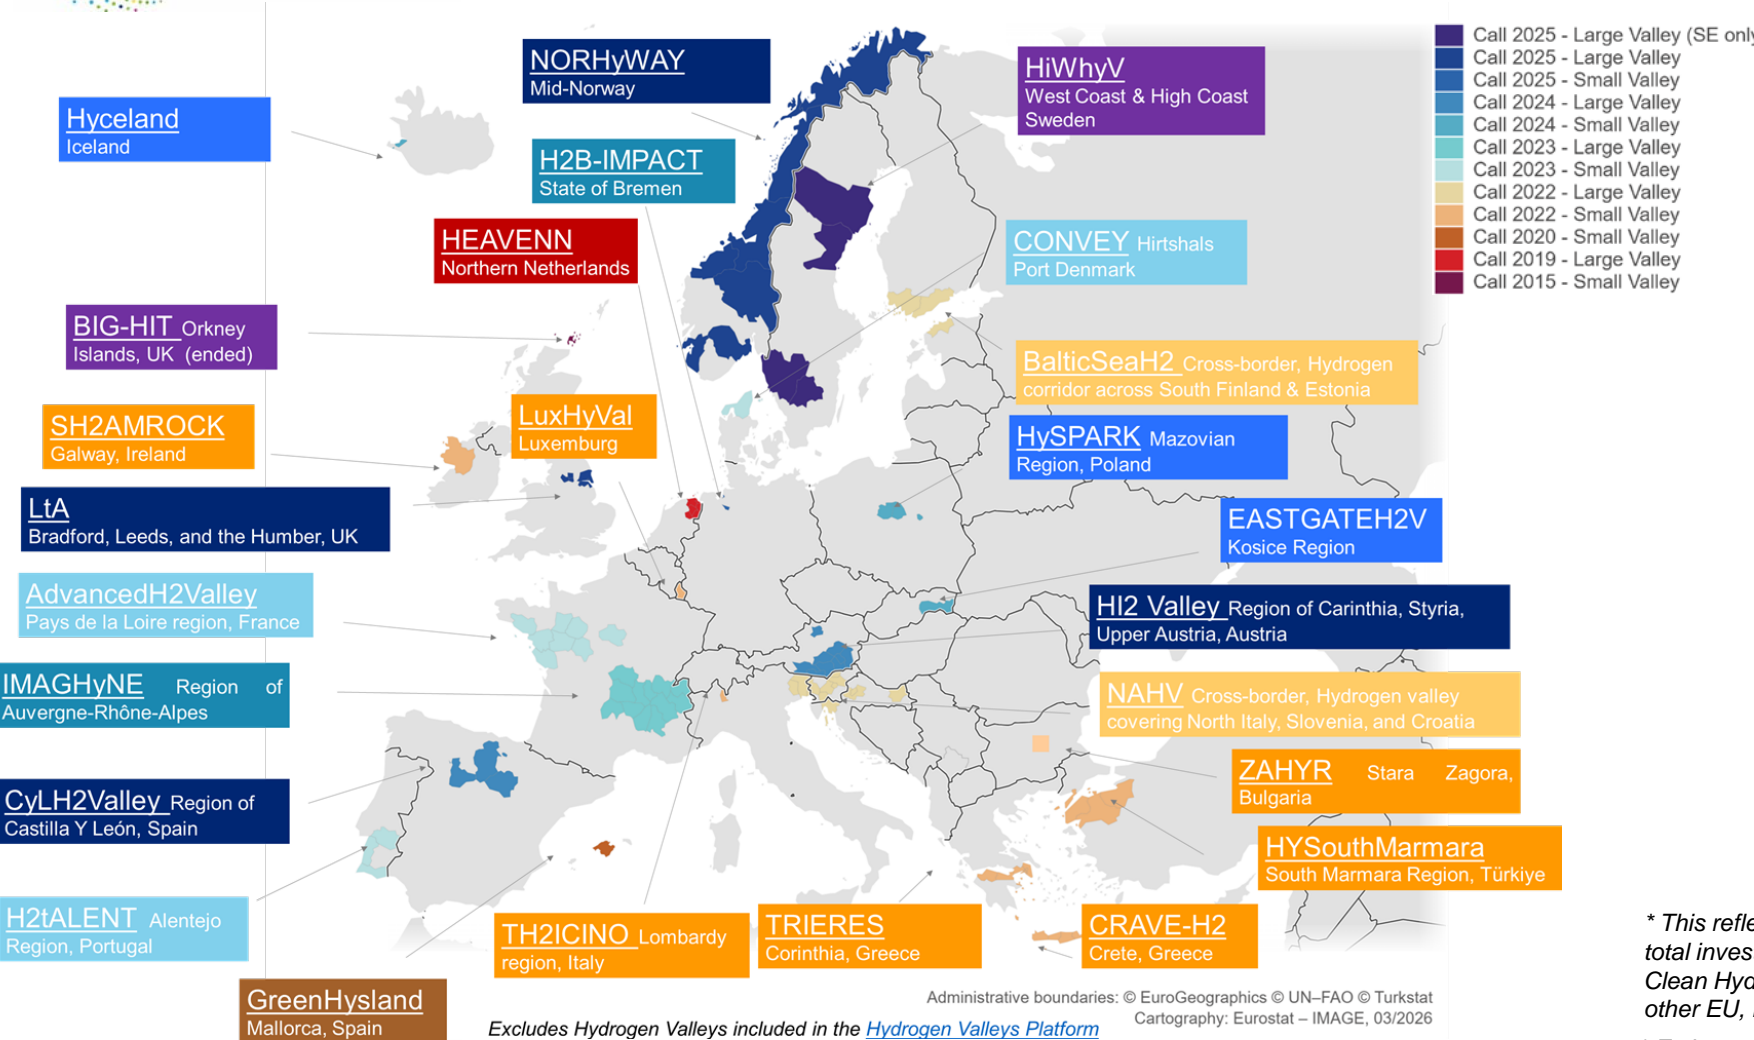 NORHyWAY
Mid-Norway
HiWhyV
West Coast & High Coast
Sweden
Call 2025 - Large Valley (SE only
Call 2025 - Large Valley
Call 2025 - Small Valley
Call 2024 - Large Valley
Call 2024 - Small Valley
Call 2023 - Large Valley
Call 2023 - Small Valley
Call 2022 - Large Valley
Call 2022 - Small Valley
Call 2020 - Small Valley
Call 2019 - Large Valley
Call 2015 - Small Valley
Hyceland
Iceland
H2B-IMPACT
State of Bremen
HEAVENN
Northern Netherlands
CONVEY Hirtshals
Port Denmark
BIG-HIT Orkney
Islands, UK (ended)
BalticSeaH2 Cross-border, Hydrogen
corridor across South Finland & Estonia
SH2AMROCK
Galway, Ireland
LuxHyVal
Luxemburg
HySPARK Mazovian
Region, Poland
LtA
Bradford, Leeds, and the Humber, UK
EASTGATEH2V
Kosice Region
AdvancedH2Valley
Pays de la Loire region, France
HI2 Valley Region of Carinthia, Styria,
Upper Austria, Austria
IMAGHyNE Region of
Auvergne-Rhône-Alpes
NAHV Cross-border, Hydrogen valley
covering North Italy, Slovenia, and Croatia
ZAHYR Stara Zagora,
Bulgaria
CyLH2Valley Region of
Castilla Y León, Spain
HYSouthMarmara
South Marmara Region, Türkiye
H2tALENT Alentejo
Region, Portugal
TH2ICINO Lombardy
region, Italy
TRIERES
Corinthia, Greece
CRAVE-H2
Crete, Greece
GreenHysland
Mallorca, Spain
* This refle
total inves
Clean Hyd
other EU,
Administrative boundaries: © EuroGeographics © UN–FAO © Turkstat
Cartography: Eurostat – IMAGE, 03/2026
Excludes Hydrogen Valleys included in the Hydrogen Valleys Platform